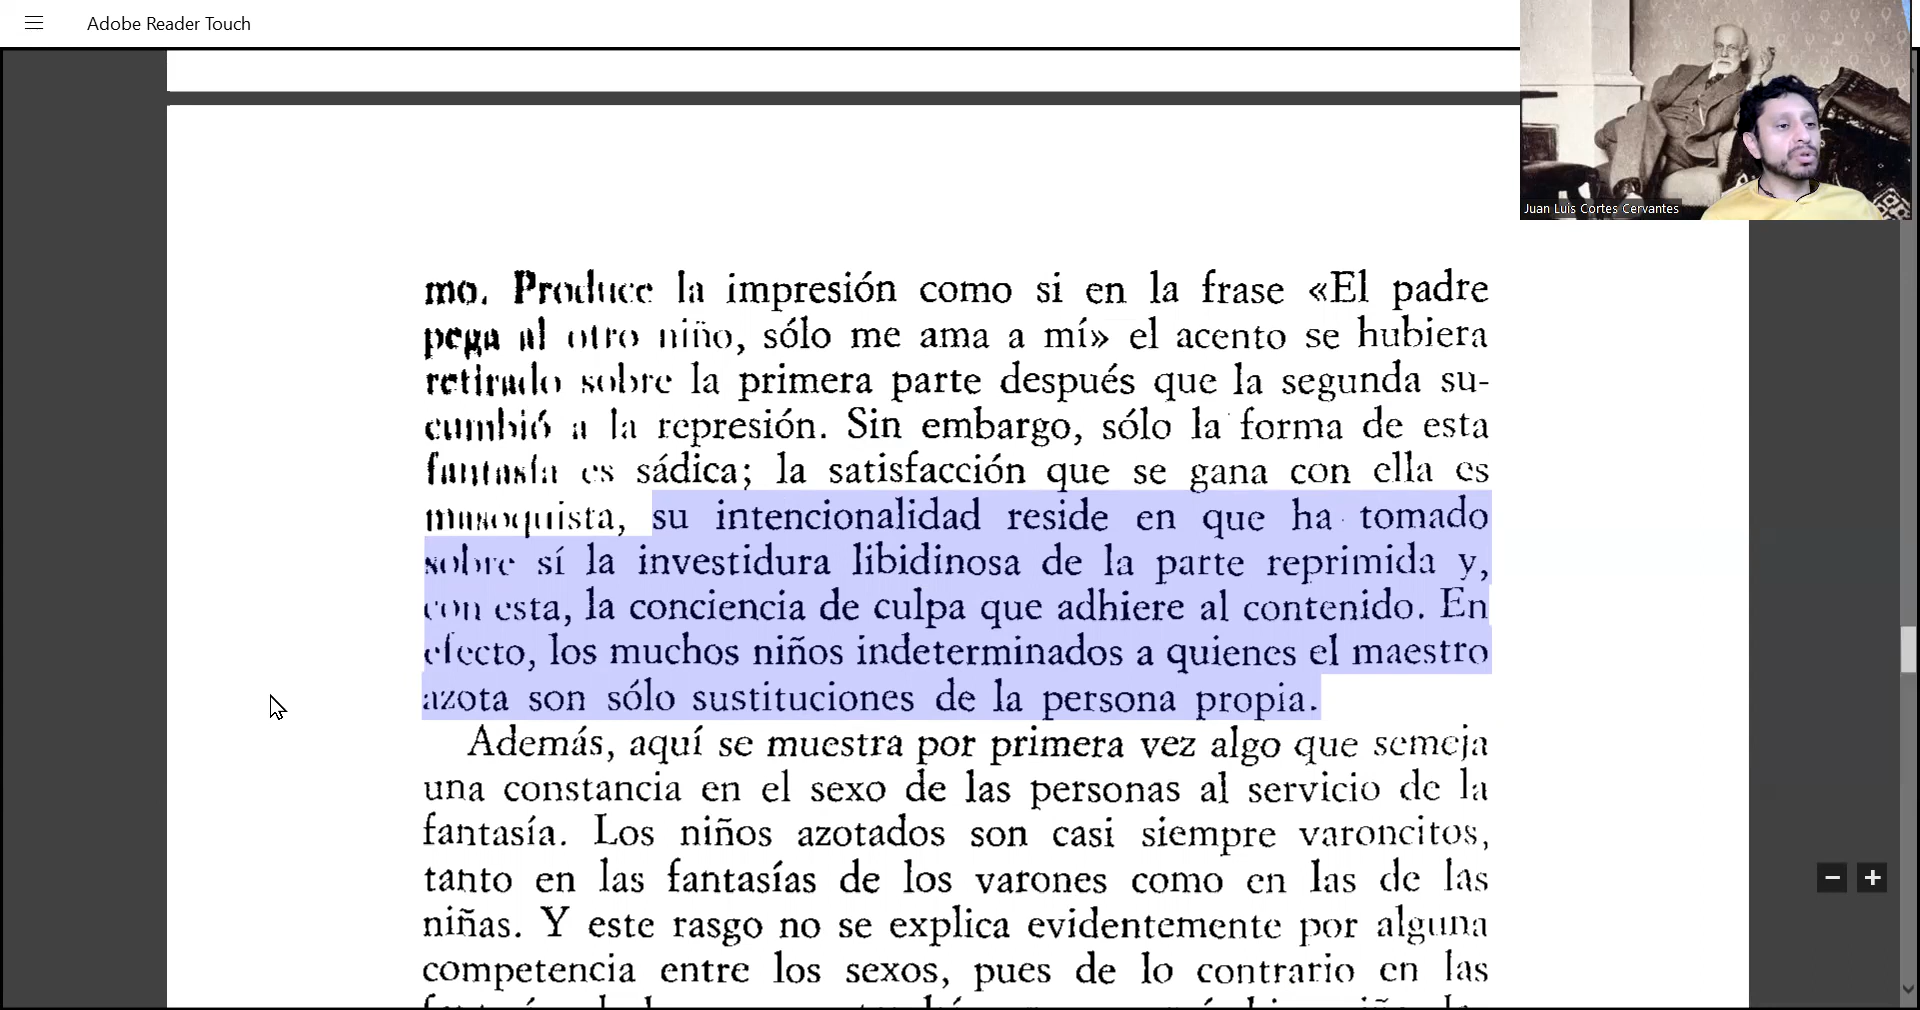 Adobe Reader Touch
Juan Luis Cortes Cervantes
mo. Produce la impresión como si en la frase «El padre
pega al otro niño, sólo me ama a mí» el acento se hubiera
retirado sobre la primera parte después que la segunda su-
cumbió a la represión. Sin embargo, sólo la forma de esta
fantasía es sádica; la satisfacción que se gana con ella es
masoquista, su intencionalidad reside en que ha tomado
sobre sí la investidura libidinosa de la parte reprimida y,
con esta, la conciencia de culpa que adhiere al contenido. En
efecto, los muchos niños indeterminados a quienes el maestro
azota son sólo sustituciones de la persona propia.
Además, aquí se muestra por primera vez algo que semeja
una constancia en el sexo de las personas al servicio de la
fantasía. Los niños azotados son casi siempre varoncitos,
tanto en las fantasías de los varones como en las de las
niñas. Y este rasgo no se explica evidentemente por alguna
competencia entre los sexos, pues de lo contrario en las